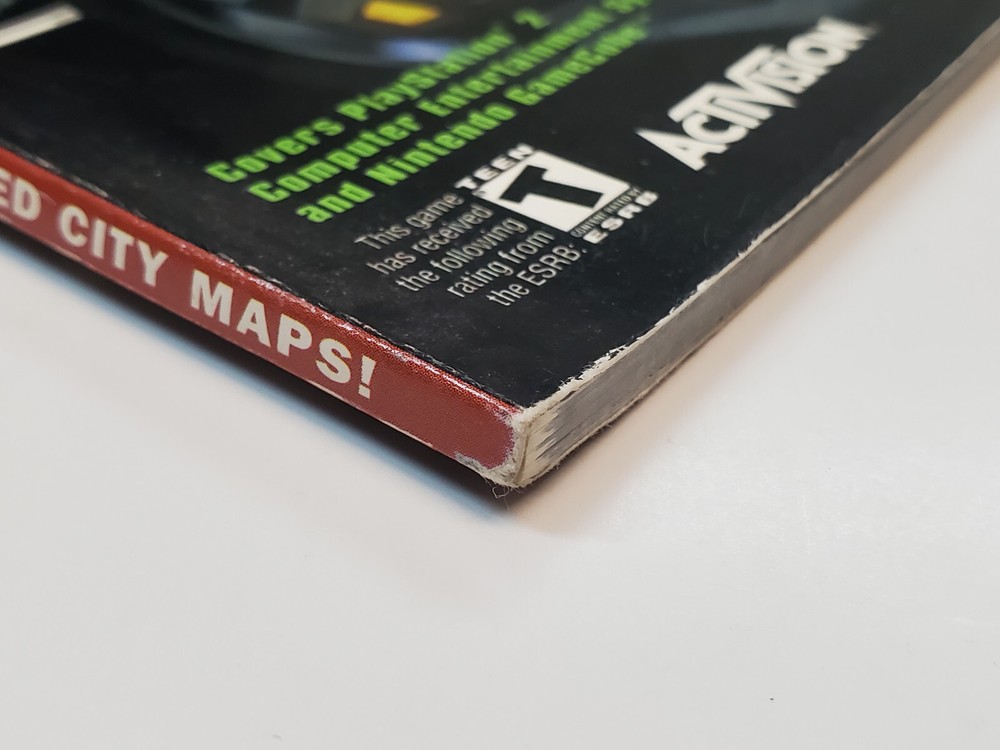 Covers PlayStation® 2
Computer Entertainment
and Nintendo GameCube™
This game
has received
the following
rating from
the ESRB:
TEEN
T
CONTENT RATED BY
ESRB
ACTIVISION
ED CITY MAPS!